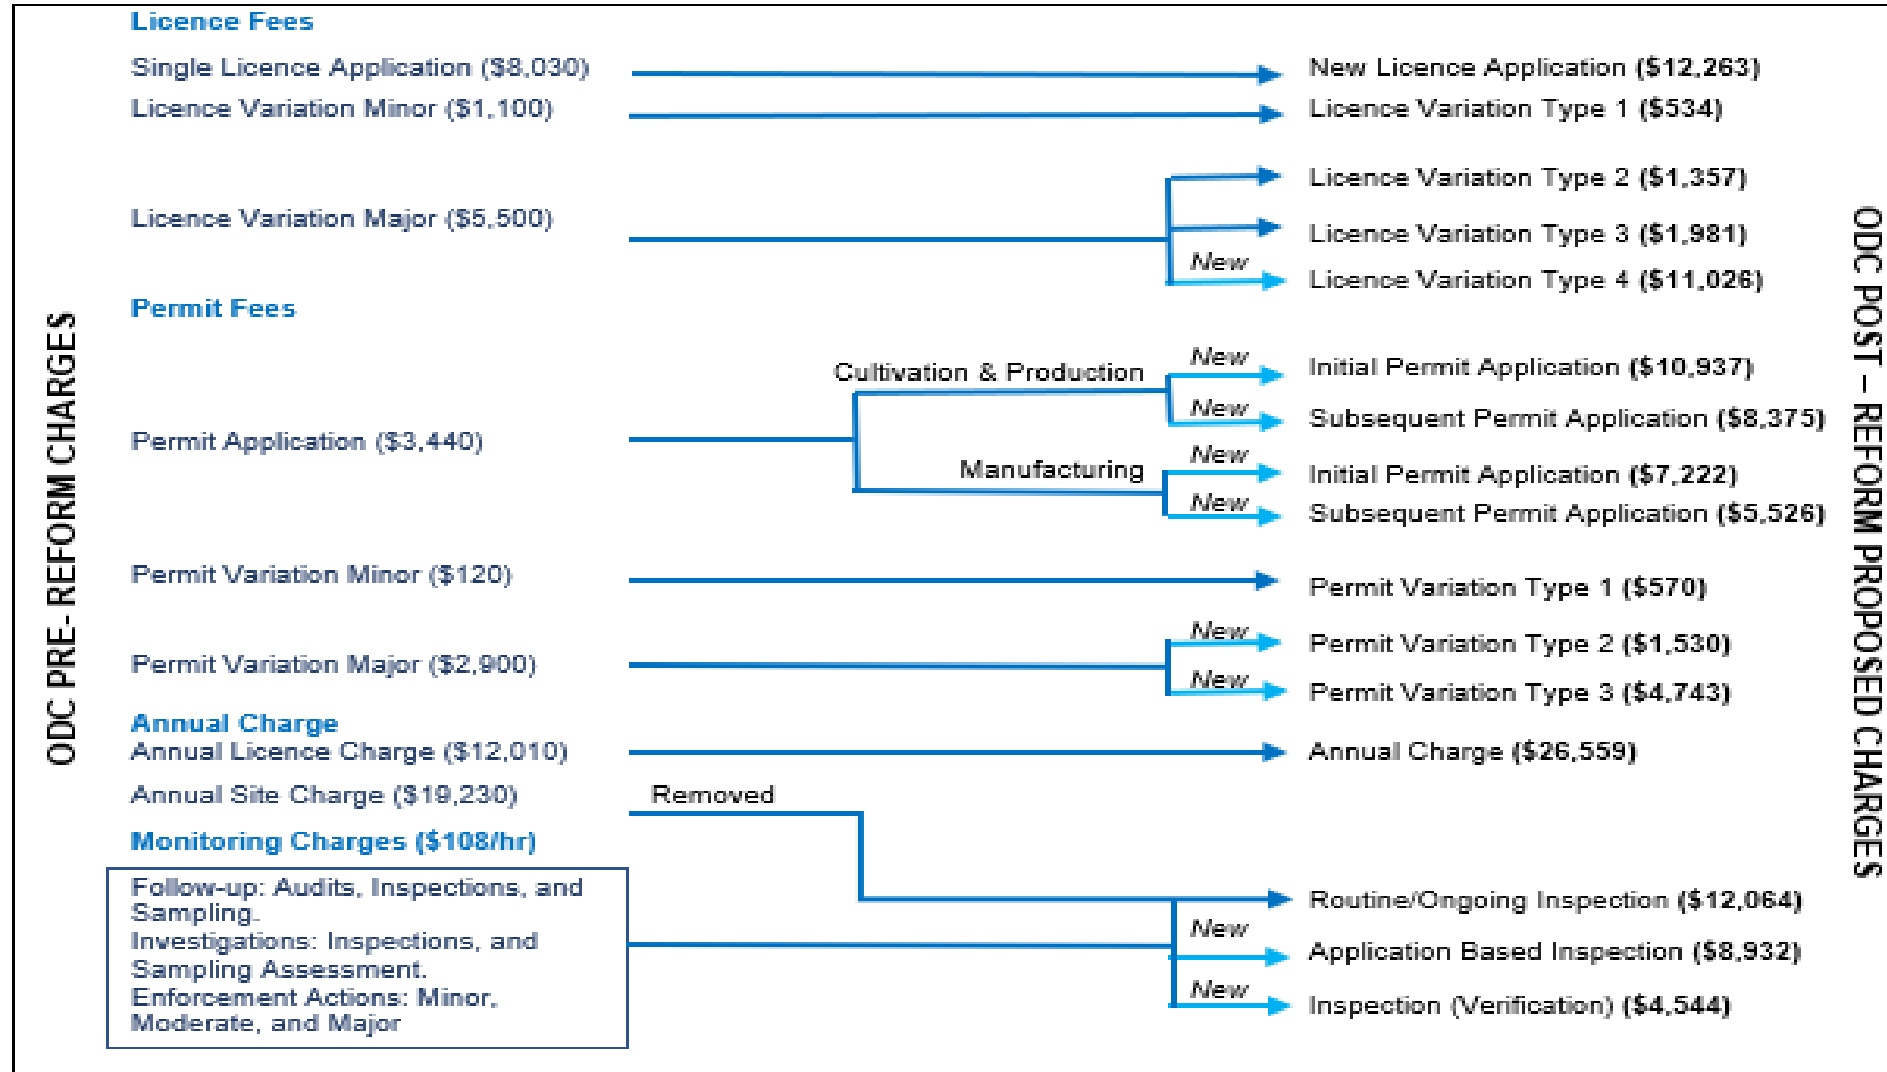 ODC PRE- REFORM CHARGES
Licence Fees
Single Licence Application ($8,030)
Licence Variation Minor ($1,100)
Licence Variation Major ($5,500)
Permit Fees
Permit Application ($3,440)
Permit Variation Minor ($120)
Permit Variation Major ($2,900)
Annual Charge
Annual Licence Charge ($12,010)
Annual Site Charge ($19,230)
Monitoring Charges ($108/hr)
Follow-up: Audits, Inspections, and
Sampling.
Investigations: Inspections, and
Sampling Assessment.
Enforcement Actions: Minor,
Moderate, and Major
Cultivation & Production
Manufacturing
Removed
New Licence Application ($12,263)
Licence Variation Type 1 ($534)
Licence Variation Type 2 ($1,357)
Licence Variation Type 3 ($1,981)
New
Licence Variation Type 4 ($11,026)
New
Initial Permit Application ($10,937)
New
Subsequent Permit Application ($8,375)
New
Initial Permit Application ($7,222)
New
Subsequent Permit Application ($5,526)
Permit Variation Type 1 ($570)
New
Permit Variation Type 2 ($1,530)
New
Permit Variation Type 3 ($4,743)
Annual Charge ($26,559)
Routine/Ongoing Inspection ($12,064)
New
Application Based Inspection ($8,932)
New
Inspection (Verification) ($4,544)
ODC POST – REFORM PROPOSED CHARGES